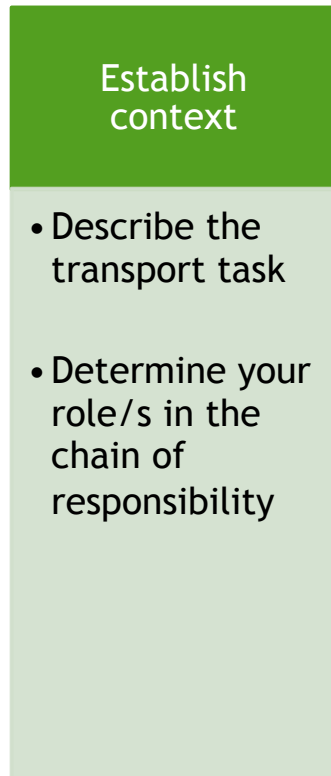 Establish
context
• Describe the
transport task
• Determine your
role/s in the
chain of
responsibility